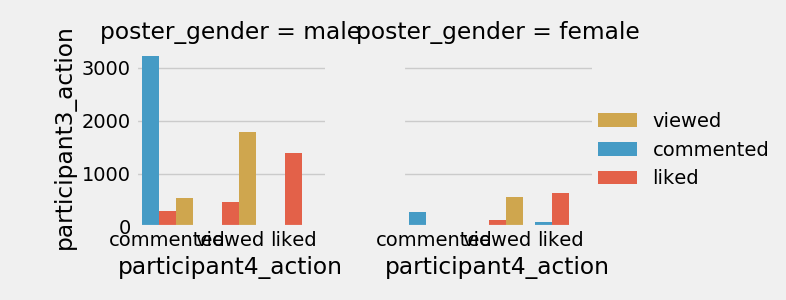 poster_gender = male
poster_gender = female
participant3_action
3000
2000
1000
0
commented
viewed
liked
participant4_action
commented
viewed
liked
participant4_action
viewed
commented
liked